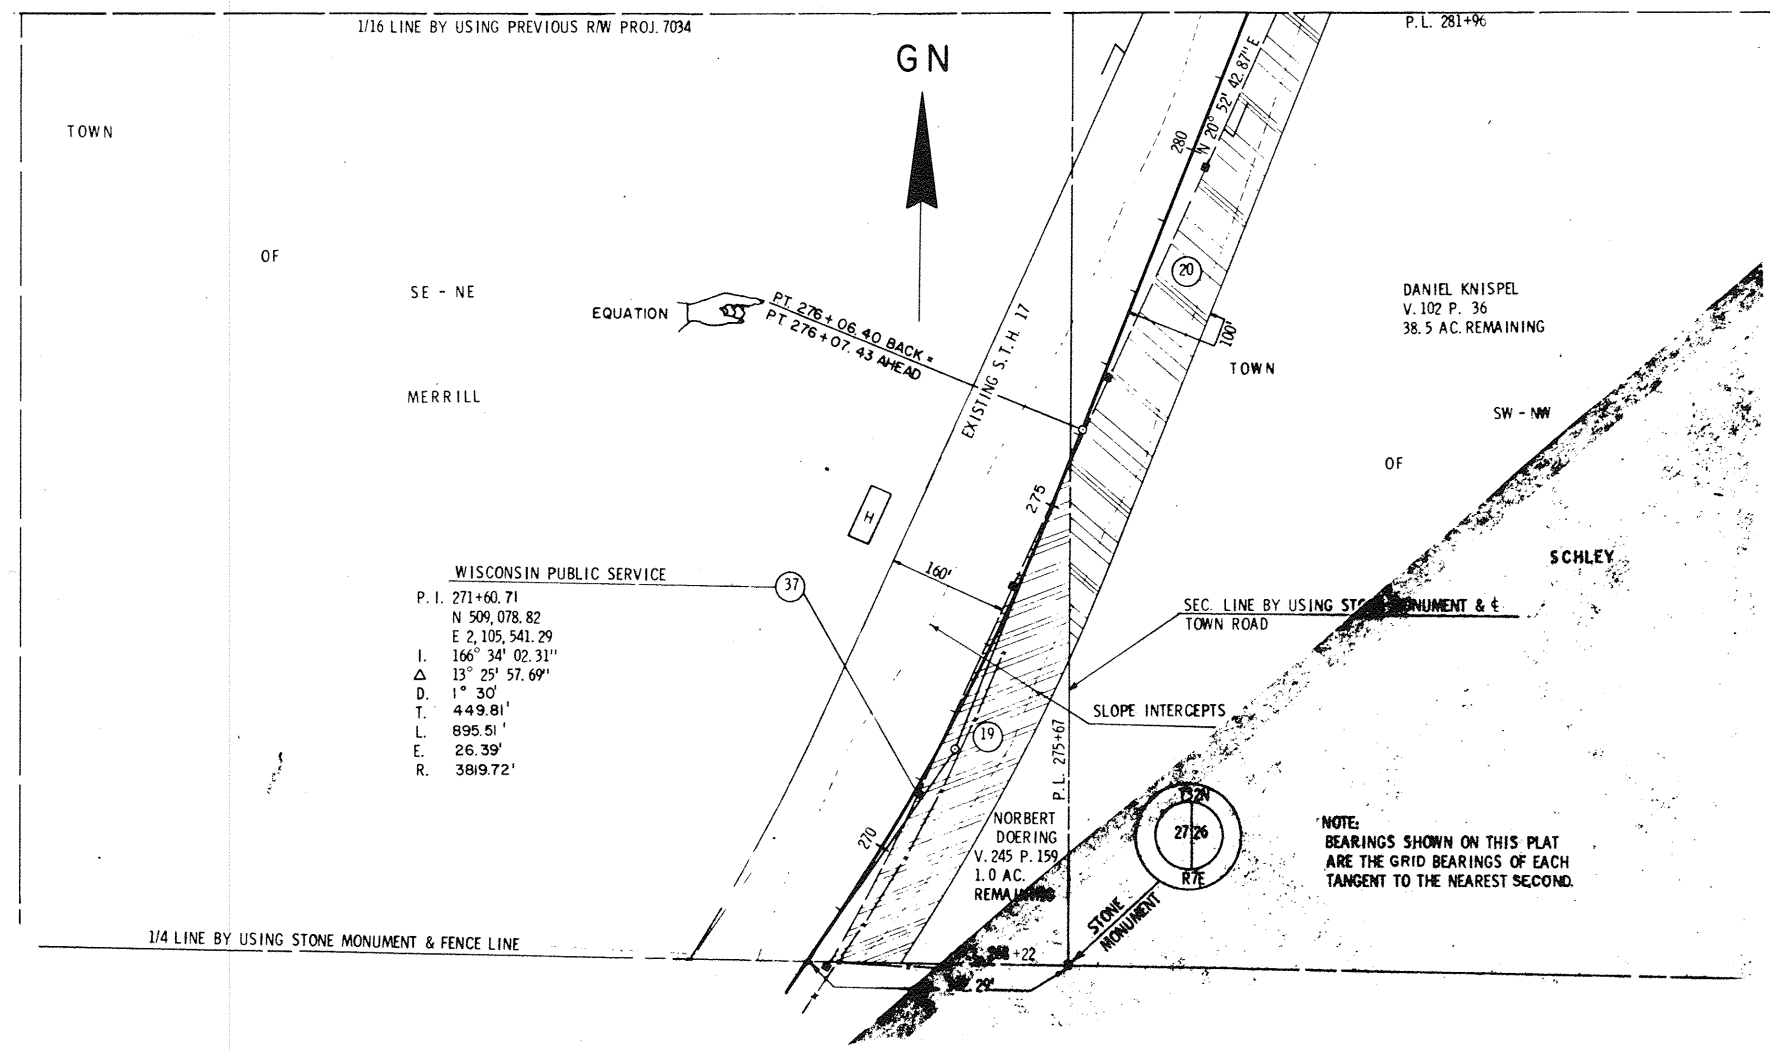 1/16 LINE BY USING PREVIOUS R/W PROJ. 7034
P.L. 281+96
GN
TOWN
OF
SE - NE
MERRILL
EQUATION
PT. 276+06.40 BACK =
PT 276+07.43 AHEAD
EXISTING S.T.H. 17
N 20° 52' 42.87" E
280
20
100'
TOWN
DANIEL KNISPEL
V. 102 P. 36
38.5 AC. REMAINING
SW - NW
OF
SCHLEY
H
275
160'
WISCONSIN PUBLIC SERVICE
37
P. I. 271+60.71
N 509,078.82
E 2,105,541.29
I. 166° 34' 02.31"
Δ 13° 25' 57.69"
D. 1° 30'
T. 449.81'
L. 895.51'
E. 26.39'
R. 3819.72'
SEC. LINE BY USING & ℄
TOWN ROAD
SLOPE INTERCEPTS
19
P.L. 275+67
270
NORBERT
DOERING
V. 245 P. 159
1.0 AC.
T32N
27 26
R7E
STONE
MONUMENT
NOTE:
BEARINGS SHOWN ON THIS PLAT
ARE THE GRID BEARINGS OF EACH
TANGENT TO THE NEAREST SECOND.
1/4 LINE BY USING STONE MONUMENT & FENCE LINE
+22
29'